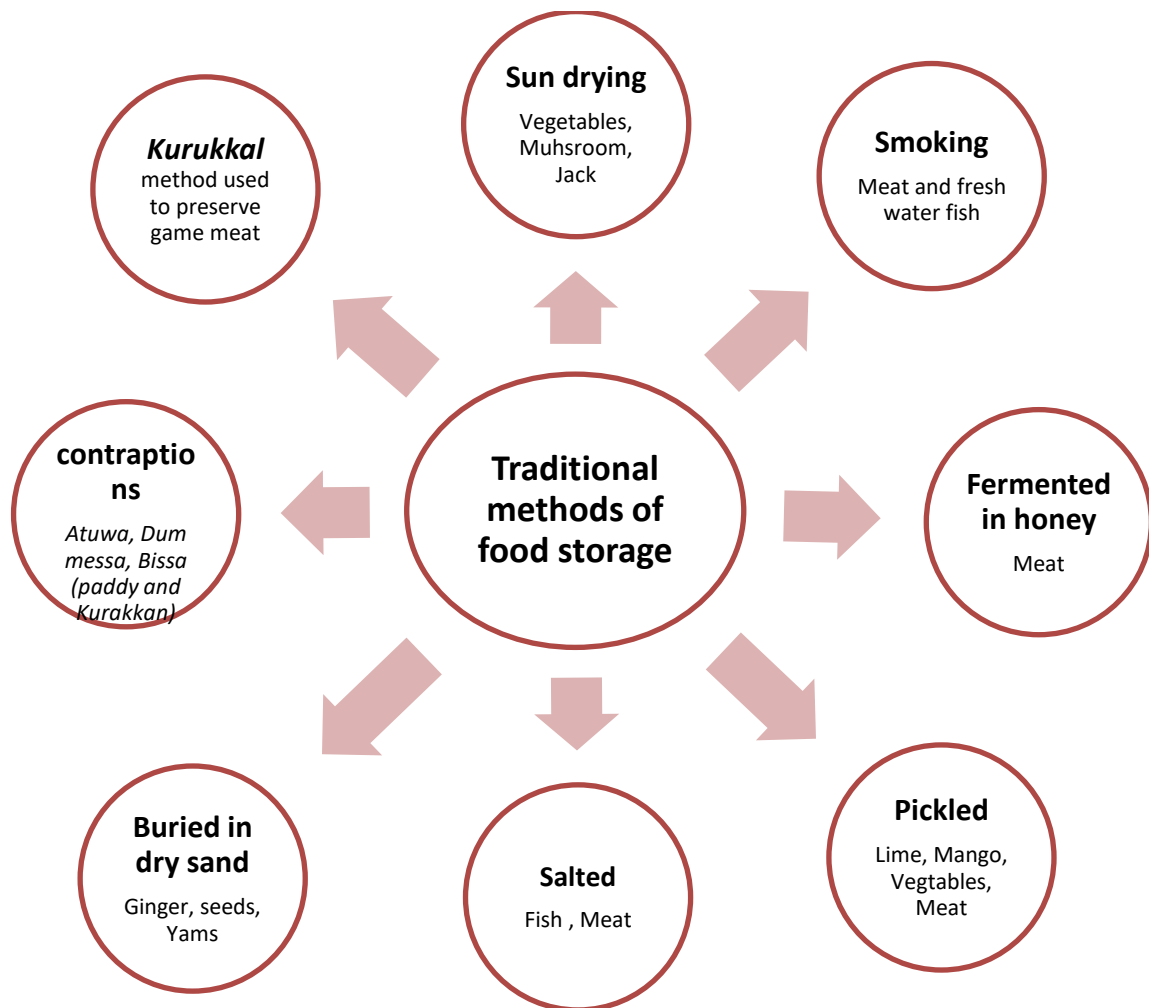 Sun drying
Vegetables,
Muhsroom,
Jack
Smoking
Meat and fresh
water fish
Fermented
in honey
Meat
Pickled
Lime, Mango,
Vegtables,
Meat
Salted
Fish , Meat
Buried in
dry sand
Ginger, seeds,
Yams
contraptio
ns
Atuwa, Dum
messa, Bissa
(paddy and
Kurakkan)
Kurukkal
method used
to preserve
game meat
Traditional
methods of
food storage